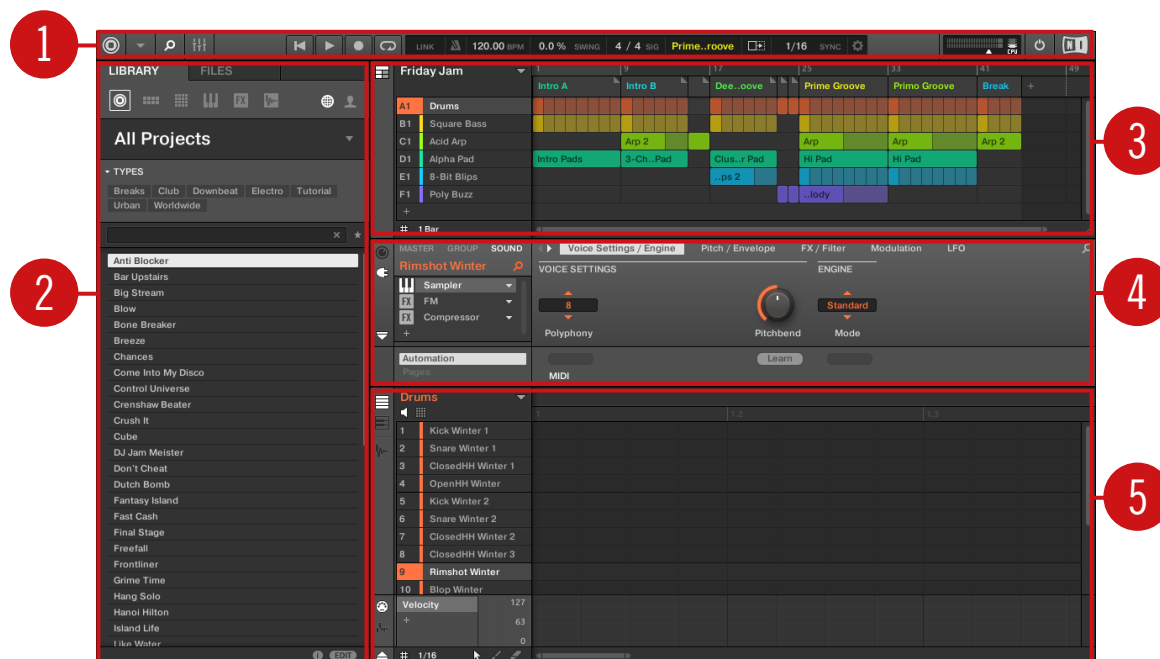 1
LINK 120.00 BPM 0.0 % SWING 4 / 4 SIG Prime..roove 1/16 SYNC CPU
2
LIBRARY FILES
FX
All Projects
TYPES
Breaks Club Downbeat Electro Tutorial
Urban Worldwide
Anti Blocker
Bar Upstairs
Big Stream
Blow
Bone Breaker
Breeze
Chances
Come Into My Disco
Control Universe
Crenshaw Beater
Crush It
Cube
DJ Jam Meister
Don't Cheat
Dutch Bomb
Fantasy Island
Fast Cash
Final Stage
Freefall
Frontliner
Grime Time
Hang Solo
Hanoi Hilton
Island Life
Like Water
EDIT
3
Friday Jam 1 9 17 25 33 41 49
Intro A Intro B Dee..oove Prime Groove Primo Groove Break +
A1 Drums
B1 Square Bass
C1 Acid Arp Arp 2 Arp Arp Arp 2
D1 Alpha Pad Intro Pads 3-Ch..Pad Clus..r Pad Hi Pad Hi Pad
E1 8-Bit Blips ..ps 2
F1 Poly Buzz ..lody
+
1 Bar
4
MASTER GROUP SOUND Voice Settings / Engine Pitch / Envelope FX / Filter Modulation LFO
Rimshot Winter VOICE SETTINGS ENGINE
Sampler
FX FM 8 Standard
FX Compressor
+ Polyphony Pitchbend Mode
Automation Learn
Pages MIDI
5
Drums
1 1.2 1.3
1 Kick Winter 1
2 Snare Winter 1
3 ClosedHH Winter 1
4 OpenHH Winter
5 Kick Winter 2
6 Snare Winter 2
7 ClosedHH Winter 2
8 ClosedHH Winter 3
9 Rimshot Winter
10 Blop Winter
Velocity 127
+ 63
0
1/16